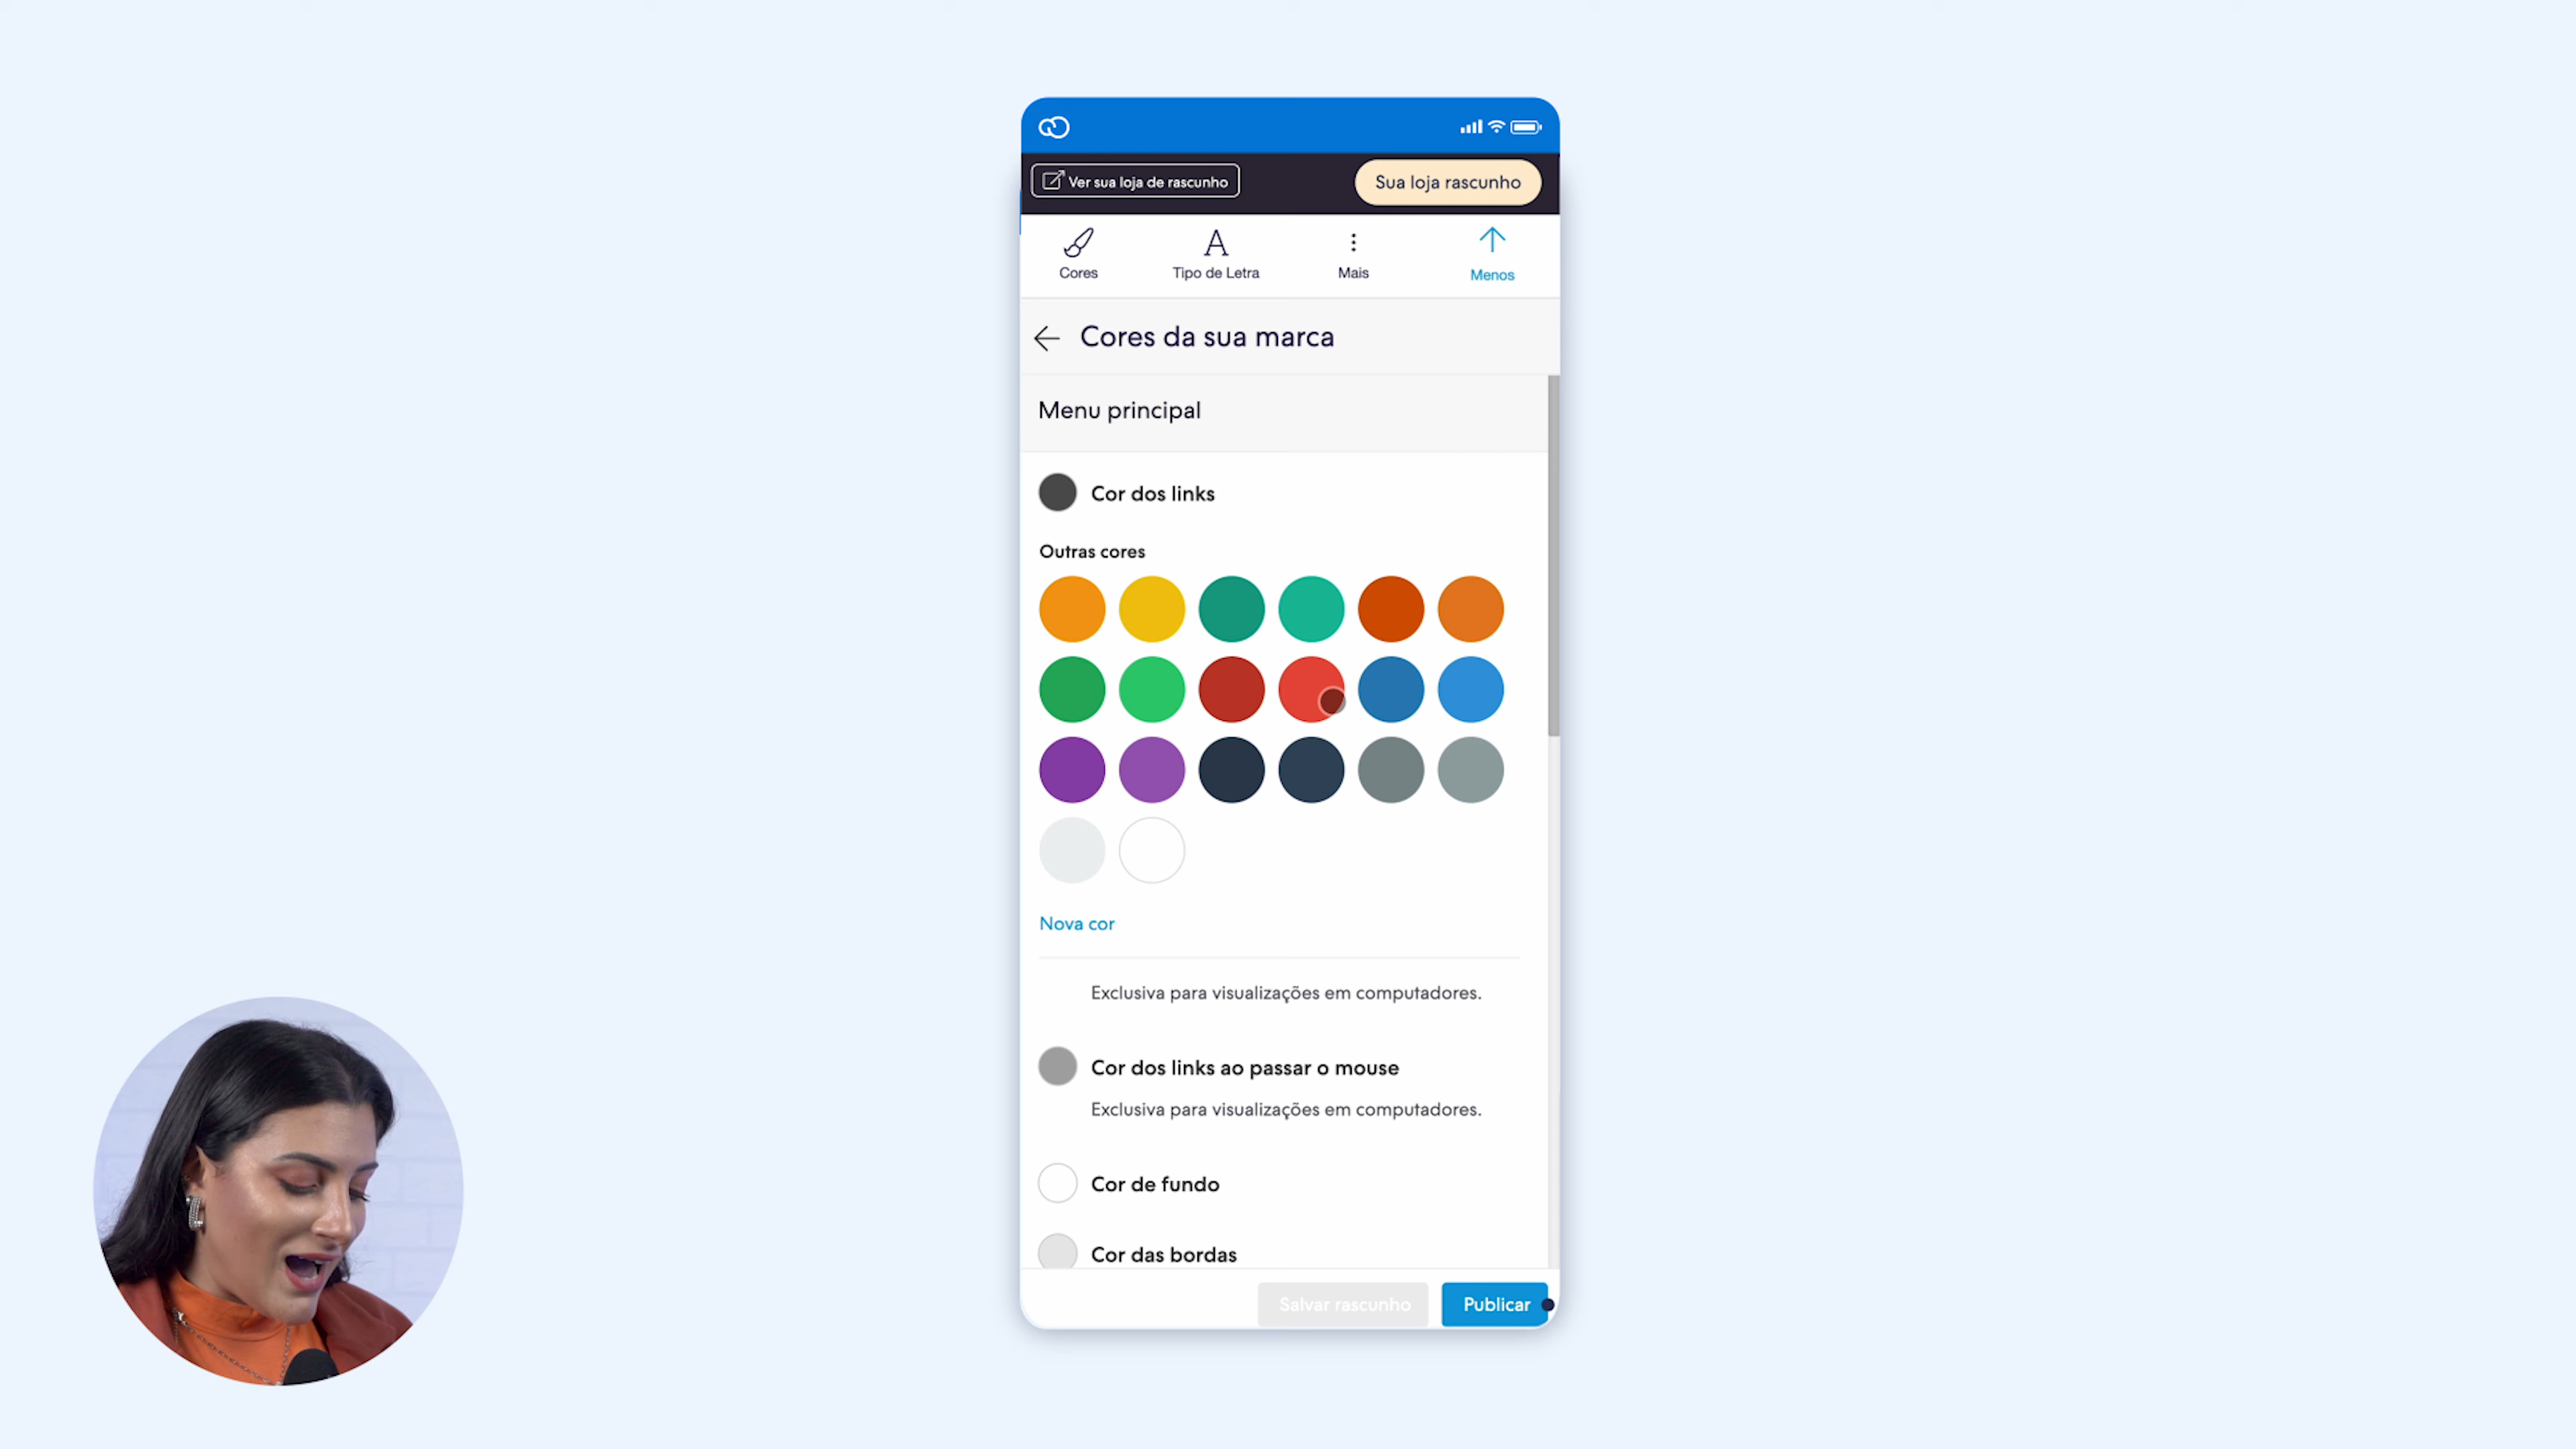 Ver sua loja de rascunho
Sua loja rascunho
Cores
Tipo de Letra
Mais
Menos
Cores da sua marca
Menu principal
Cor dos links
Outras cores
Nova cor
Exclusiva para visualizações em computadores.
Cor dos links ao passar o mouse
Exclusiva para visualizações em computadores.
Cor de fundo
Cor das bordas
Salvar rascunho
Publicar